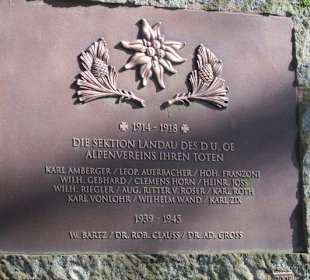 1914 - 1918
DIE SEKTION LANDAU DES D U. OE
ALPENVEREINS IHREN TOTEN
KARL AMBERGER / LEOP. AUERBACHER / HCH. FRANZONI
WILH. GEBHARD / CLEMENS HORN / HEINR. JOSS
WILH. RIEGLER / AUG. RITTER V. ROSER / KARL ROTH
KARL VONLOHR / WILHELM WAND / KARL ZIX
1939 - 1945
W. BARTZ / DR. ROB. CLAUSS / DR. AD. GROSS